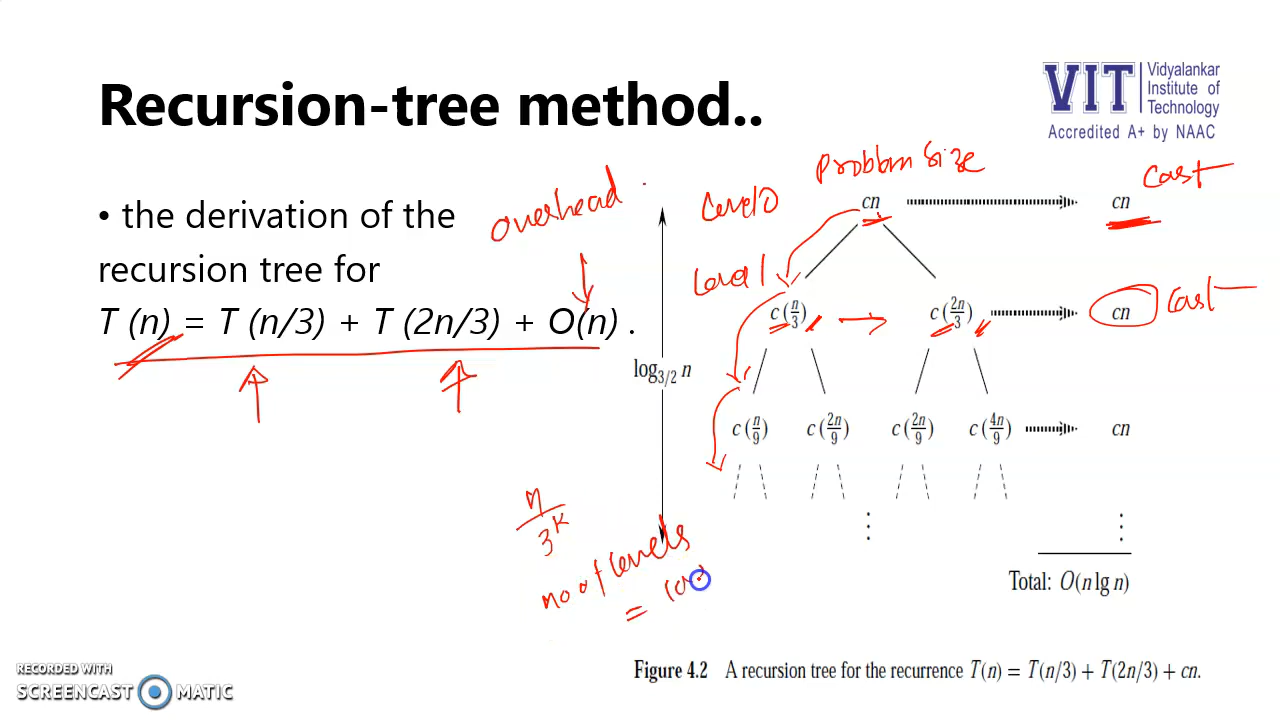 Recursion-tree method..
VIT Vidyalankar
Institute of
Technology
Accredited A+ by NAAC
• the derivation of the
recursion tree for
T (n) = T (n/3) + T (2n/3) + O(n) .
overhead
Problem Size
Level 0
cn
cn
Cost
Level 1
c(n/3)
c(2n/3)
cn
Cost
log3/2 n
c(n/9)
c(2n/9)
c(2n/9)
c(4n/9)
cn
n/3^k
no of levels
=
Total: O(n lg n)
Figure 4.2 A recursion tree for the recurrence T(n) = T(n/3) + T(2n/3) + cn.
RECORDED WITH
SCREENCAST MATIC